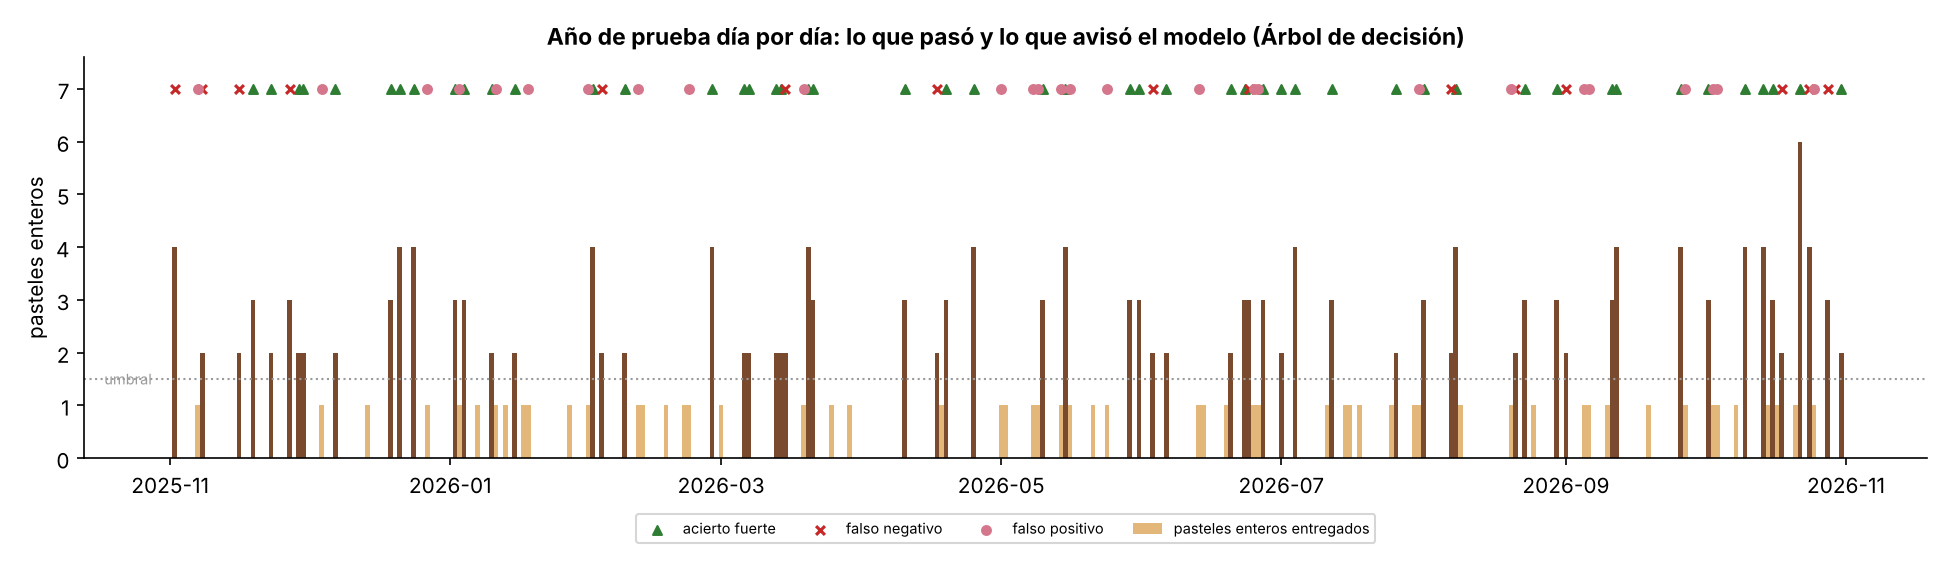 Año de prueba día por día: lo que pasó y lo que avisó el modelo (Árbol de decisión)
pasteles enteros
7
6
5
4
3
2
1
0
umbral
2025-11
2026-01
2026-03
2026-05
2026-07
2026-09
2026-11
acierto fuerte
falso negativo
falso positivo
pasteles enteros entregados